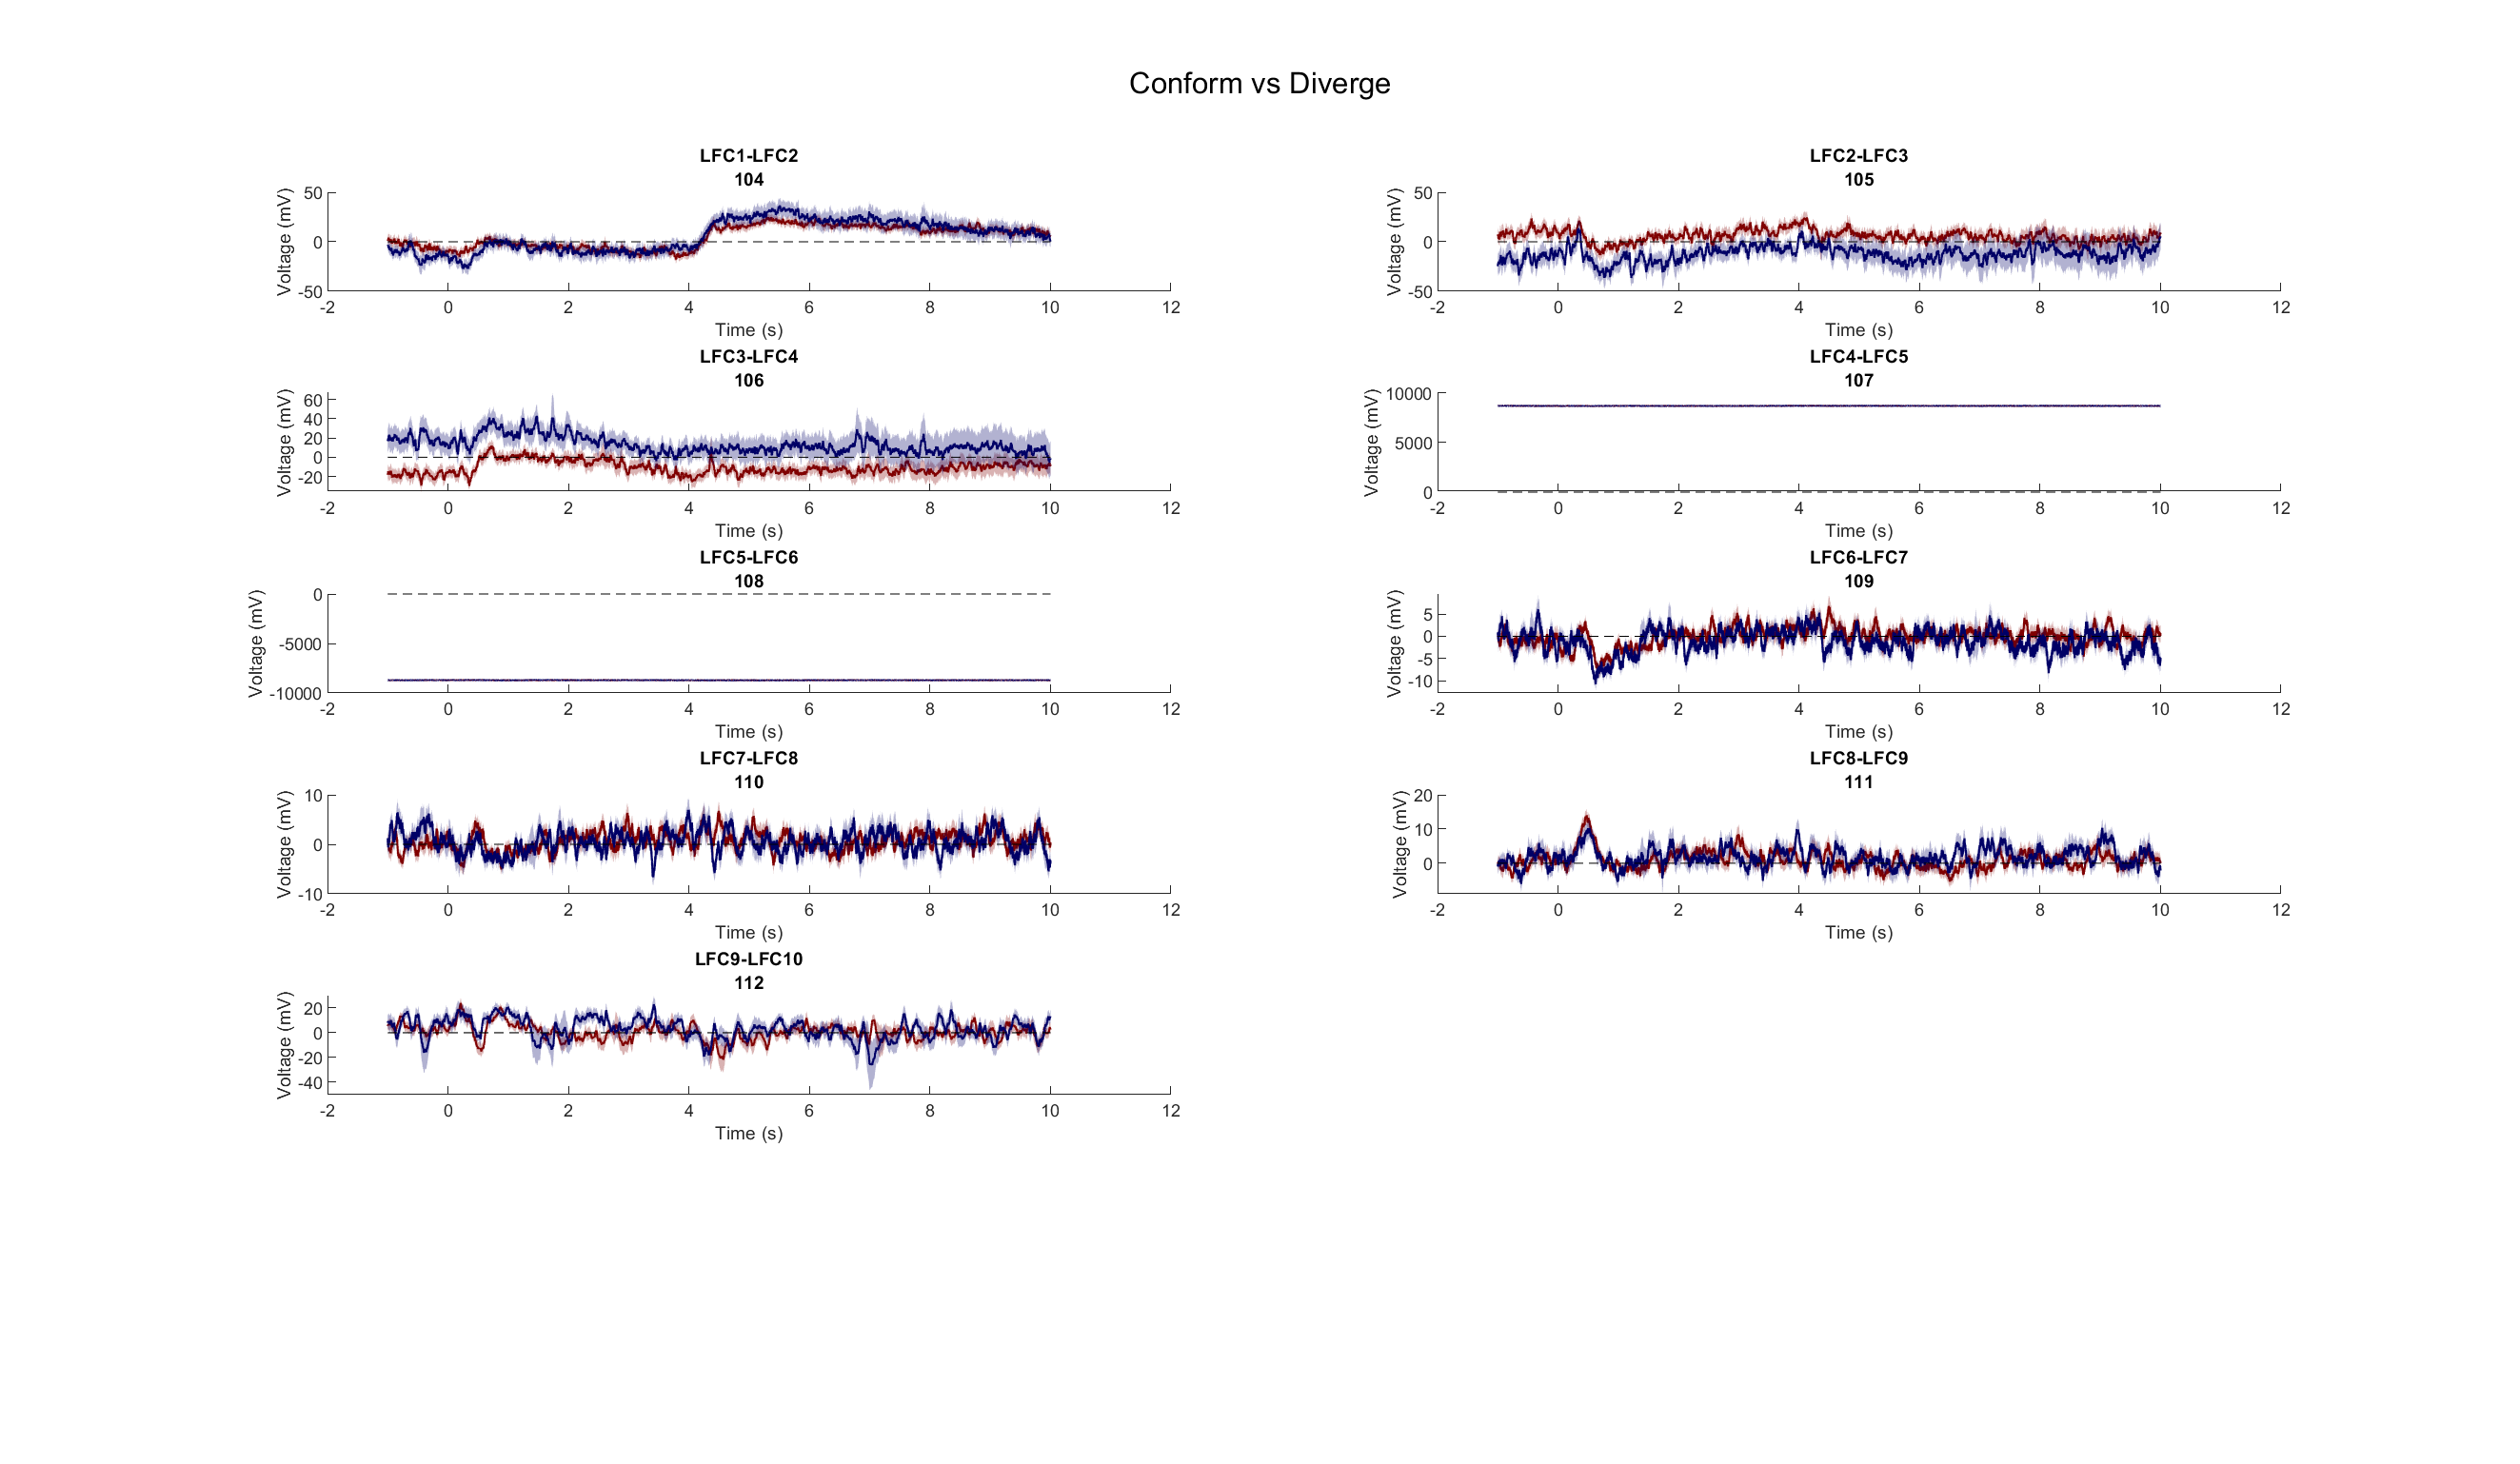 Conform vs Diverge
LFC1-LFC2
104
Voltage (mV)
50
0
-50
-2 0 2 4 6 8 10 12
Time (s)
LFC2-LFC3
105
Voltage (mV)
50
0
-50
-2 0 2 4 6 8 10 12
Time (s)
LFC3-LFC4
106
Voltage (mV)
60
40
20
0
-20
-2 0 2 4 6 8 10 12
Time (s)
LFC4-LFC5
107
Voltage (mV)
10000
5000
0
-2 0 2 4 6 8 10 12
Time (s)
LFC5-LFC6
108
Voltage (mV)
0
-5000
-10000
-2 0 2 4 6 8 10 12
Time (s)
LFC6-LFC7
109
Voltage (mV)
5
0
-5
-10
-2 0 2 4 6 8 10 12
Time (s)
LFC7-LFC8
110
Voltage (mV)
10
0
-10
-2 0 2 4 6 8 10 12
Time (s)
LFC8-LFC9
111
Voltage (mV)
20
10
0
-2 0 2 4 6 8 10 12
Time (s)
LFC9-LFC10
112
Voltage (mV)
20
0
-20
-40
-2 0 2 4 6 8 10 12
Time (s)